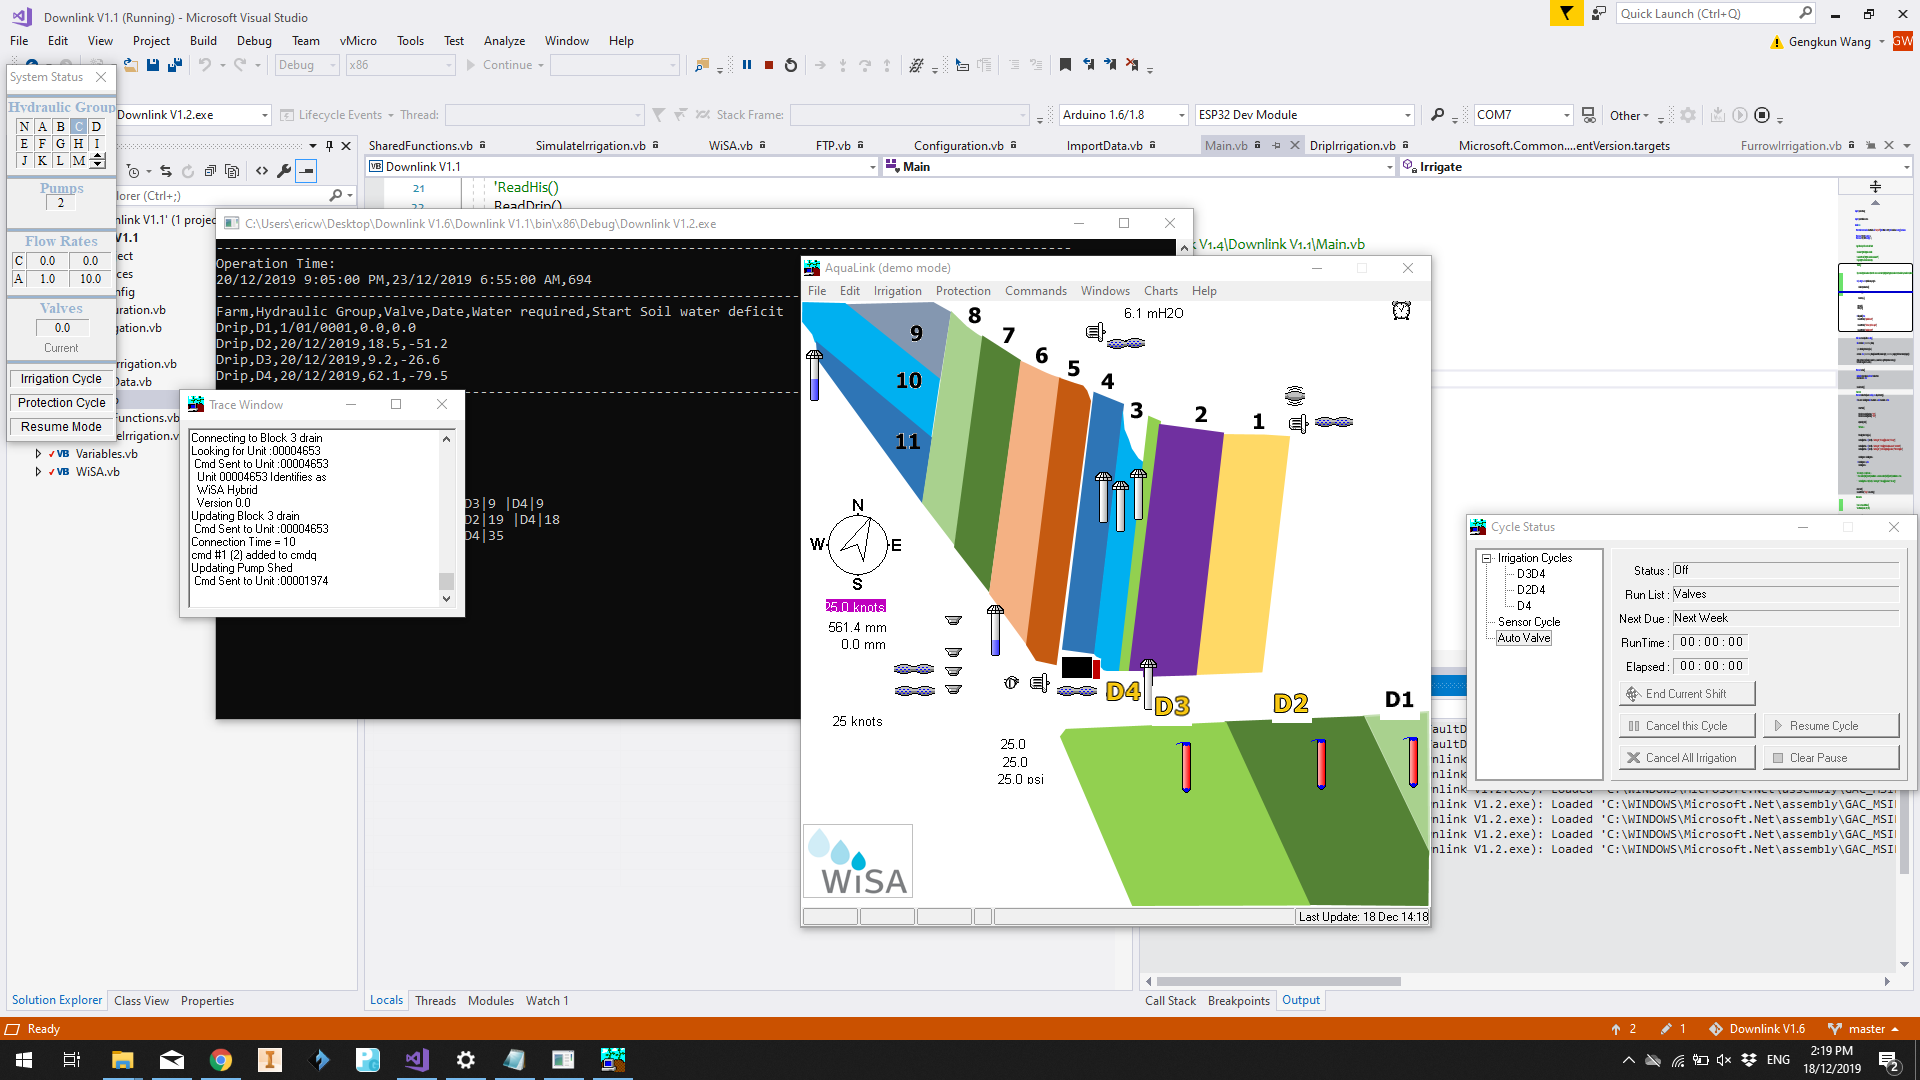 Downlink V1.1 (Running) - Microsoft Visual Studio
Quick Launch (Ctrl+Q)
File Edit View Project Build Debug Team vMicro Tools Test Analyze Window Help
Gengkun Wang GW
Debug x86 Continue
Downlink V1.2.exe Lifecycle Events Thread: Stack Frame: Arduino 1.6/1.8 ESP32 Dev Module COM7 Other
SharedFunctions.vb SimulateIrrigation.vb WiSA.vb FTP.vb Configuration.vb ImportData.vb Main.vb DripIrrigation.vb Microsoft.Common....entVersion.targets FurrowIrrigation.vb
Downlink V1.1 Main Irrigate
21 'ReadHis()
ReadDrip()
V1.4\Downlink V1.1\Main.vb
System Status
Hydraulic Group
N A B C D
E F G H I
J K L M
Pumps
2
Flow Rates
C 0.0 0.0
A 1.0 10.0
Valves
0.0
Current
Irrigation Cycle
Protection Cycle
Resume Mode
lorer (Ctrl+;)
nlink V1.1' (1 projec
V1.1
ect
ces
nfig
uration.vb
gation.vb
rrigation.vb
Data.vb
Functions.vb
teIrrigation.vb
Variables.vb
WiSA.vb
C:\Users\ericw\Desktop\Downlink V1.6\Downlink V1.1\bin\x86\Debug\Downlink V1.2.exe
Operation Time:
20/12/2019 9:05:00 PM,23/12/2019 6:55:00 AM,694
Farm,Hydraulic Group,Valve,Date,Water required,Start Soil water deficit
Drip,D1,1/01/0001,0.0,0.0
Drip,D2,20/12/2019,18.5,-51.2
Drip,D3,20/12/2019,9.2,-26.6
Drip,D4,20/12/2019,62.1,-79.5
D3|9 |D4|9
D2|19 |D4|18
D4|35
Trace Window
Connecting to Block 3 drain
Looking for Unit :00004653
Cmd Sent to Unit :00004653
Unit 00004653 Identifies as
WiSA Hybrid
Version 0.0
Updating Block 3 drain
Cmd Sent to Unit :00004653
Connection Time = 10
cmd #1 (2) added to cmdq
Updating Pump Shed
Cmd Sent to Unit :00001974
AquaLink (demo mode)
File Edit Irrigation Protection Commands Windows Charts Help
6.1 mH2O
9 8 7 6 5 4 3 2 1
10
11
N
W E
S
25.0 knots
561.4 mm
0.0 mm
25 knots
25.0
25.0
25.0 psi
D4 D3 D2 D1
WiSA
Last Update: 18 Dec 14:18
Cycle Status
Irrigation Cycles
D3D4
D2D4
D4
Sensor Cycle
Auto Valve
Status : Off
Run List : Valves
Next Due : Next Week
RunTime : 00 : 00 : 00
Elapsed : 00 : 00 : 00
End Current Shift
Cancel this Cycle Resume Cycle
Cancel All Irrigation Clear Pause
aultD
aultD
nlink
nlink
nlink V1.2.exe): Loaded 'C:\WINDOWS\Microsoft.Net\assembly\GAC_MSI
nlink V1.2.exe): Loaded 'C:\WINDOWS\Microsoft.Net\assembly\GAC_MSI
nlink V1.2.exe): Loaded 'C:\WINDOWS\Microsoft.Net\assembly\GAC_MSI
nlink V1.2.exe): Loaded 'C:\WINDOWS\Microsoft.Net\assembly\GAC_MSI
nlink V1.2.exe): Loaded 'C:\WINDOWS\Microsoft.Net\assembly\GAC_MSI
Solution Explorer Class View Properties
Locals Threads Modules Watch 1
Call Stack Breakpoints Output
Ready
2 1 Downlink V1.6 master
ENG
2:19 PM
18/12/2019
2